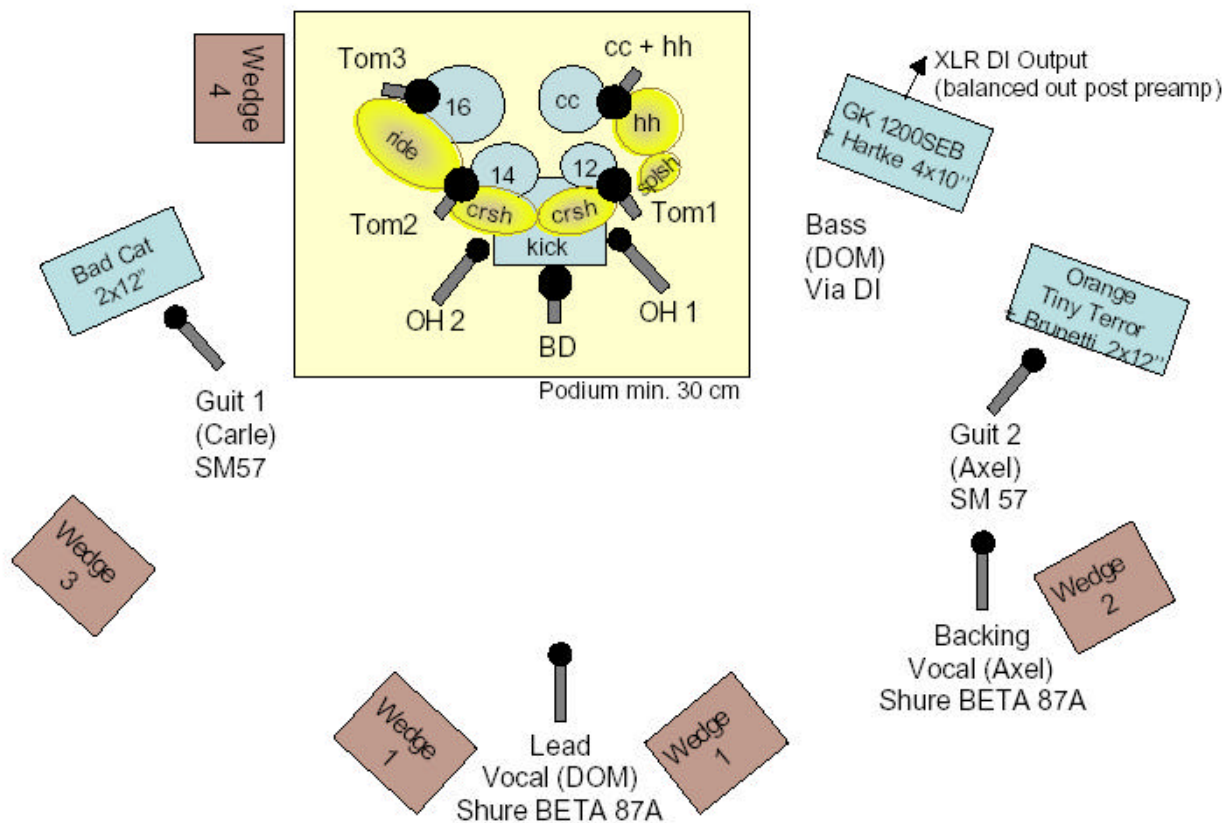 Wedge
4
Tom3
16
ride
cc + hh
cc
hh
splsh
14
12
crsh
crsh
kick
Tom2
Tom1
OH 2
OH 1
BD
Podium min. 30 cm
XLR DI Output
(balanced out post preamp)
GK 1200SEB
+ Hartke 4x10"
Bass
(DOM)
Via DI
Bad Cat
2x12"
Guit 1
(Carle)
SM57
Orange
Tiny Terror
+ Brunetti 2x12"
Guit 2
(Axel)
SM 57
Wedge
3
Wedge
2
Backing
Vocal (Axel)
Shure BETA 87A
Wedge
1
Lead
Vocal (DOM)
Shure BETA 87A
Wedge
1